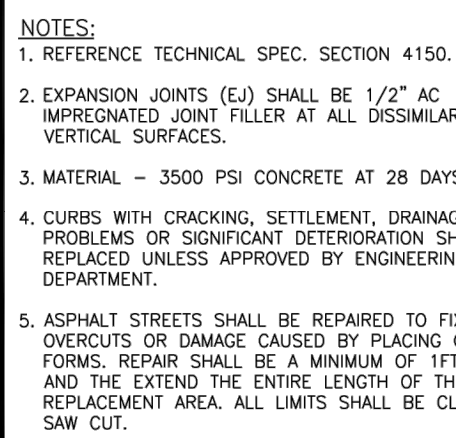 NOTES:
1. REFERENCE TECHNICAL SPEC. SECTION 4150.
2. EXPANSION JOINTS (EJ) SHALL BE 1/2" AC
IMPREGNATED JOINT FILLER AT ALL DISSIMILAR
VERTICAL SURFACES.
3. MATERIAL – 3500 PSI CONCRETE AT 28 DAYS
4. CURBS WITH CRACKING, SETTLEMENT, DRAINAG
PROBLEMS OR SIGNIFICANT DETERIORATION SH
REPLACED UNLESS APPROVED BY ENGINEERIN
DEPARTMENT.
5. ASPHALT STREETS SHALL BE REPAIRED TO FIX
OVERCUTS OR DAMAGE CAUSED BY PLACING
FORMS. REPAIR SHALL BE A MINIMUM OF 1FT
AND THE EXTEND THE ENTIRE LENGTH OF TH
REPLACEMENT AREA. ALL LIMITS SHALL BE CL
SAW CUT.